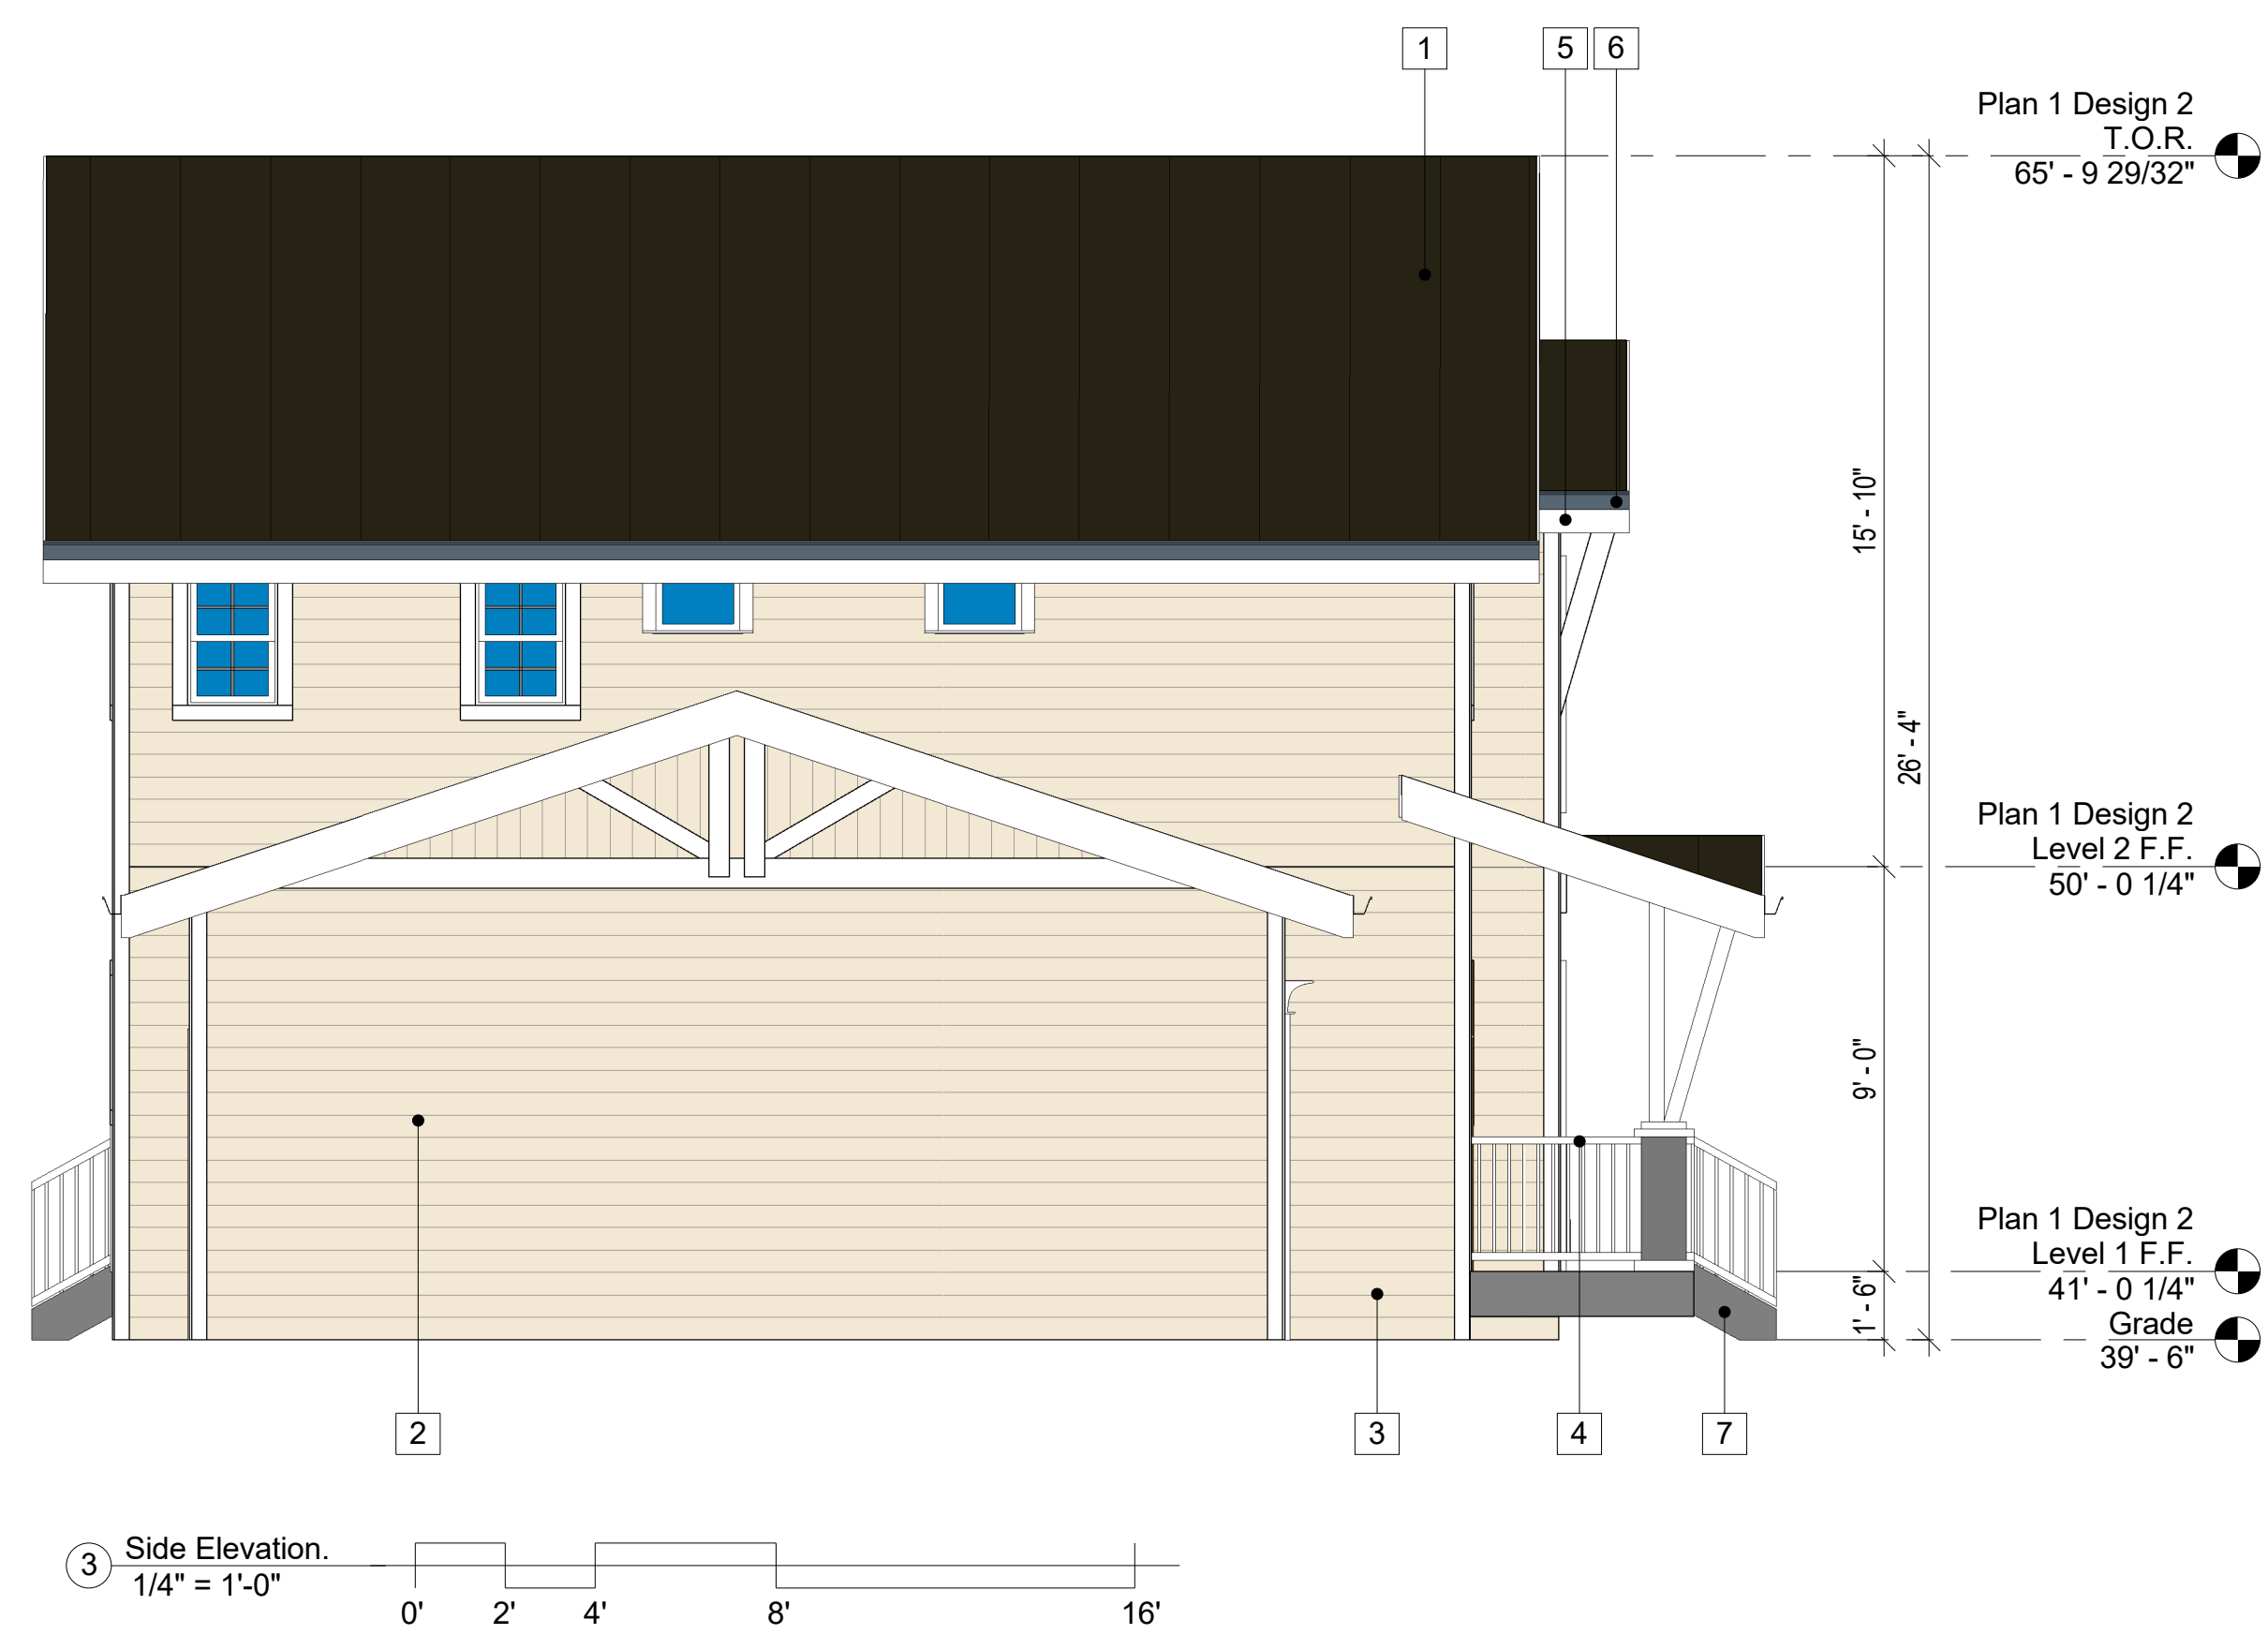 1
5
6
Plan 1 Design 2
T.O.R.
65' - 9 29/32"
15' - 10"
26' - 4"
Plan 1 Design 2
Level 2 F.F.
50' - 0 1/4"
9' - 0"
Plan 1 Design 2
Level 1 F.F.
41' - 0 1/4"
1' - 6"
Grade
39' - 6"
2
3
4
7
3
Side Elevation.
1/4" = 1'-0"
0'
2'
4'
8'
16'